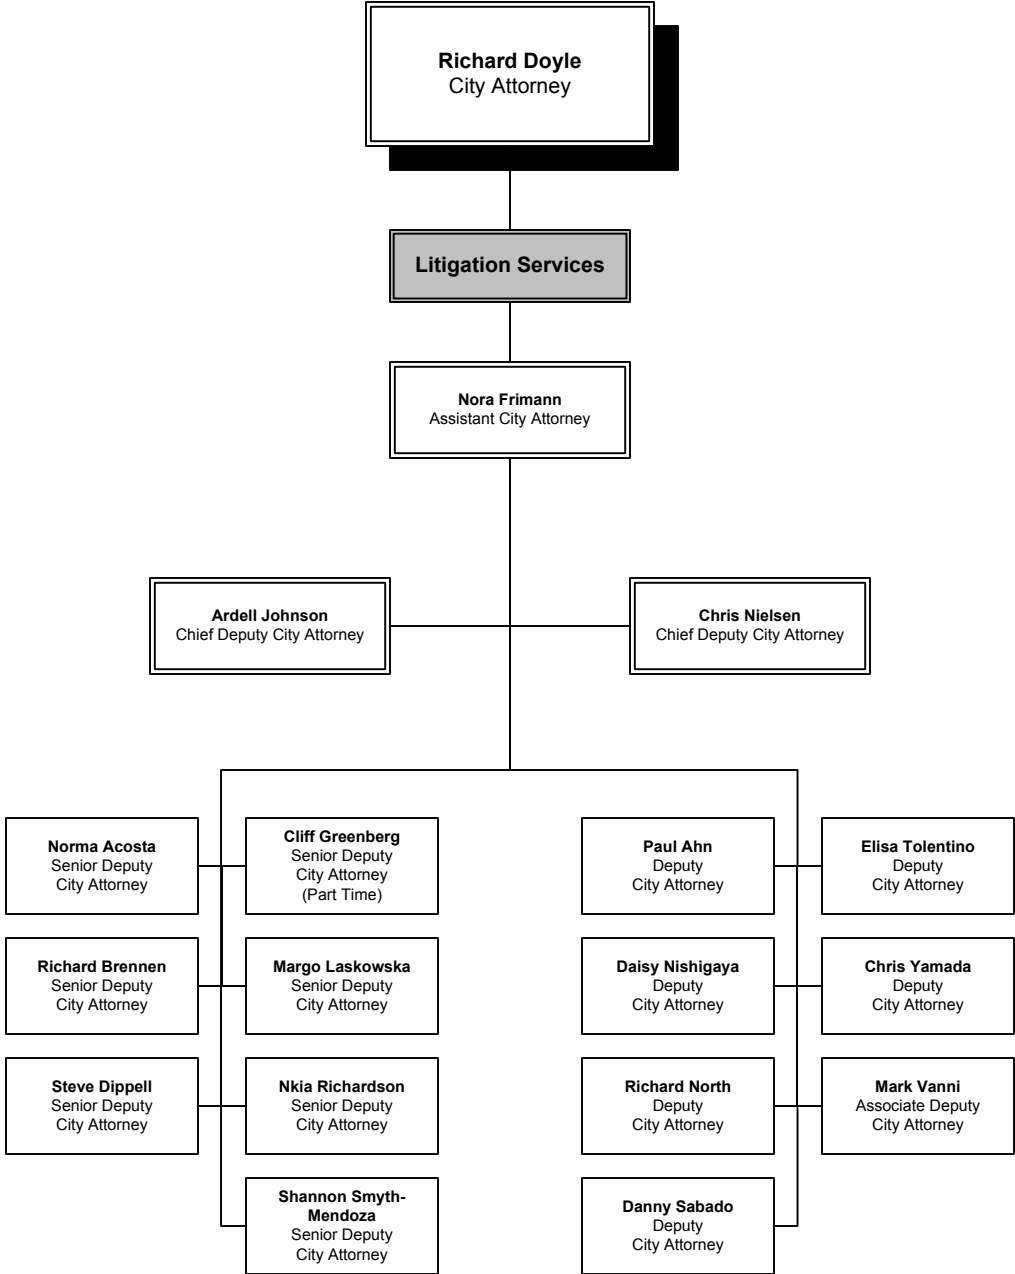 Richard Doyle
City Attorney
Litigation Services
Nora Frimann
Assistant City Attorney
Ardell Johnson
Chief Deputy City Attorney
Chris Nielsen
Chief Deputy City Attorney
Norma Acosta
Senior Deputy
City Attorney
Cliff Greenberg
Senior Deputy
City Attorney
(Part Time)
Paul Ahn
Deputy
City Attorney
Elisa Tolentino
Deputy
City Attorney
Richard Brennen
Senior Deputy
City Attorney
Margo Laskowska
Senior Deputy
City Attorney
Daisy Nishigaya
Deputy
City Attorney
Chris Yamada
Deputy
City Attorney
Steve Dippell
Senior Deputy
City Attorney
Nkia Richardson
Senior Deputy
City Attorney
Richard North
Deputy
City Attorney
Mark Vanni
Associate Deputy
City Attorney
Shannon Smyth-
Mendoza
Senior Deputy
City Attorney
Danny Sabado
Deputy
City Attorney